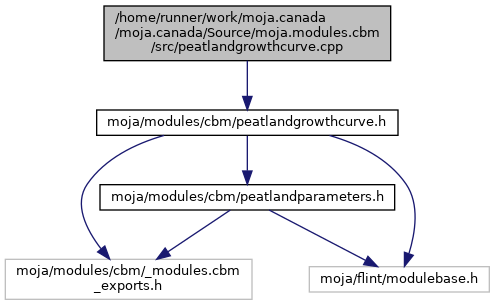 /home/runner/work/moja.canada
/moja.canada/Source/moja.modules.cbm
/src/peatlandgrowthcurve.cpp
moja/modules/cbm/peatlandgrowthcurve.h
moja/modules/cbm/peatlandparameters.h
moja/modules/cbm/_modules.cbm
_exports.h
moja/flint/modulebase.h